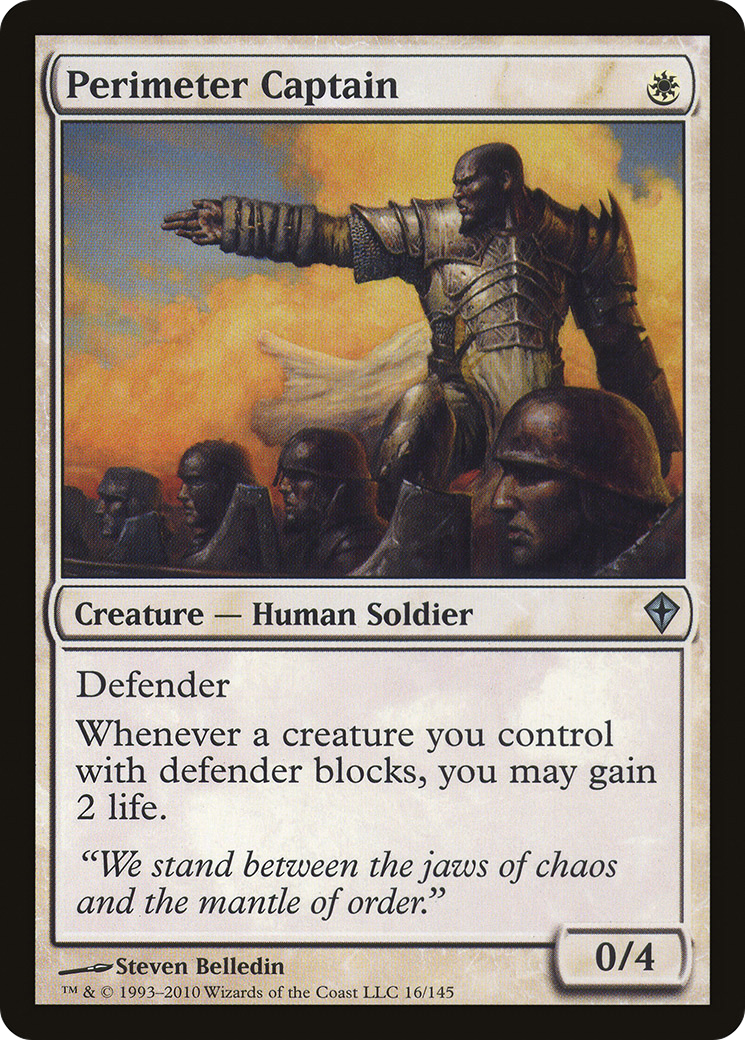 Perimeter Captain
Creature — Human Soldier
Defender
Whenever a creature you control
with defender blocks, you may gain
2 life.
“We stand between the jaws of chaos
and the mantle of order.”
0/4
Steven Belledin
™ & © 1993–2010 Wizards of the Coast LLC 16/145